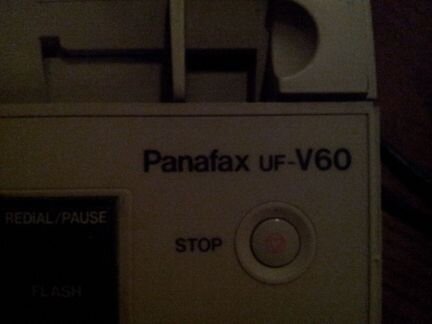 Panafax UF-V60
REDIAL/PAUSE
STOP
FLASH